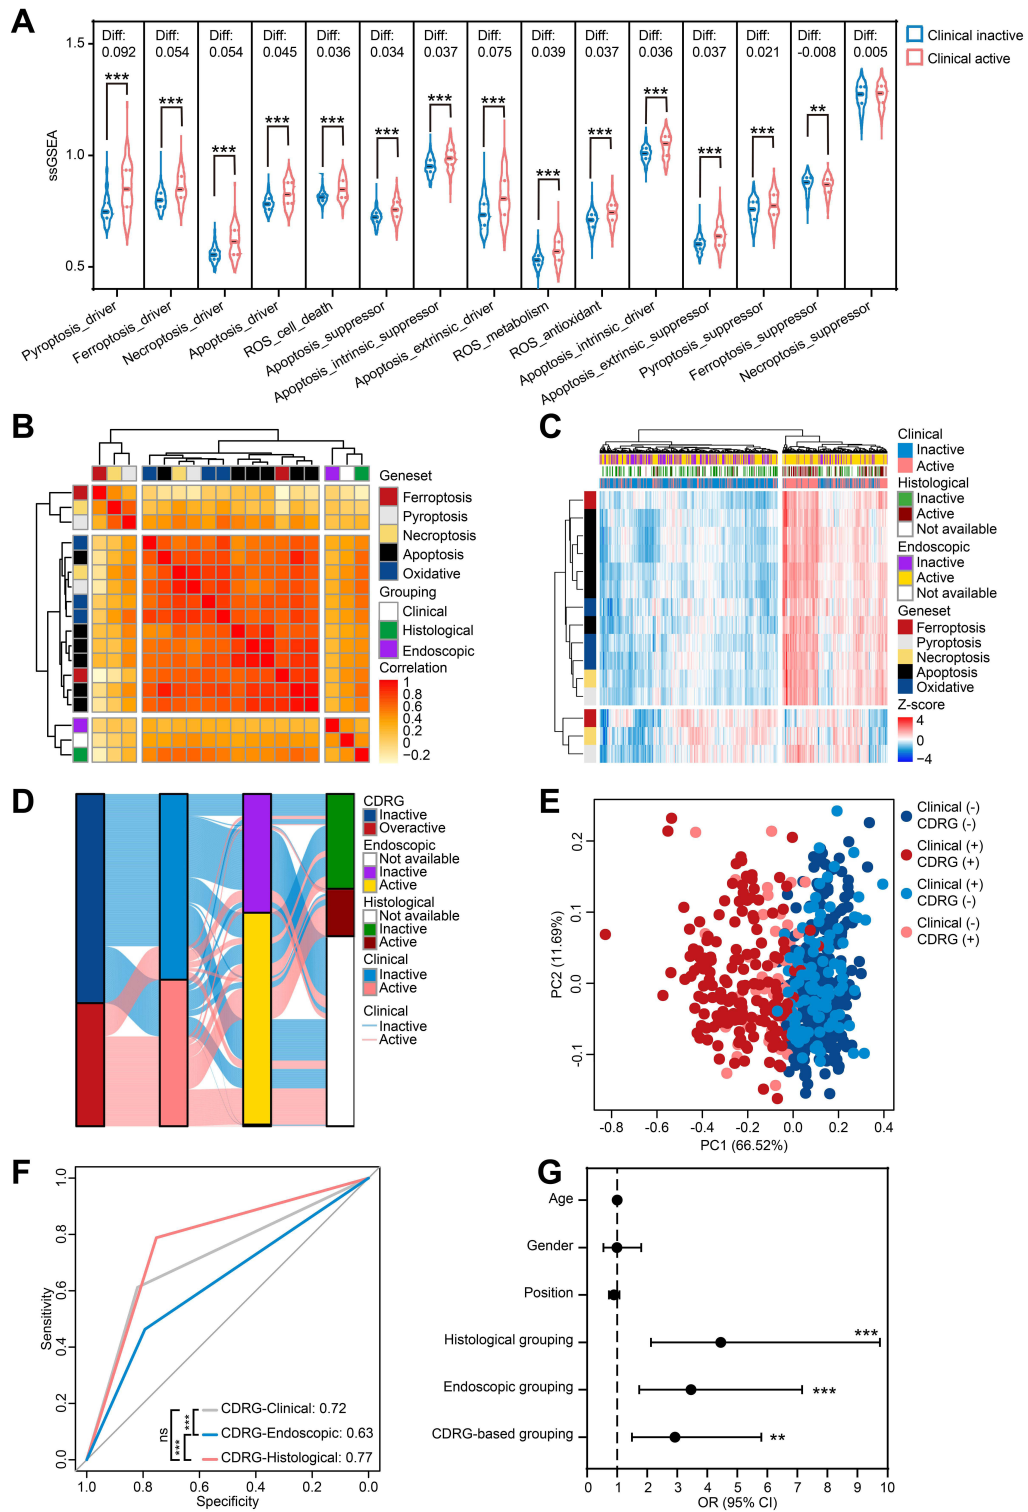 A
Diff: Diff: Diff: Diff: Diff: Diff: Diff: Diff: Diff: Diff: Diff: Diff: Diff: Diff: Diff:
0.092 0.054 0.054 0.045 0.036 0.034 0.037 0.075 0.039 0.037 0.036 0.037 0.021 -0.008 0.005
*** *** *** *** *** *** *** *** *** *** *** *** *** **
Clinical inactive
Clinical active
ssGSEA
1.5
1.0
0.5
Pyroptosis_driver
Ferroptosis_driver
Necroptosis_driver
Apoptosis_driver
ROS_cell_death
Apoptosis_suppressor
Apoptosis_intrinsic_suppressor
Apoptosis_extrinsic_driver
ROS_metabolism
ROS_antioxidant
Apoptosis_intrinsic_driver
Apoptosis_extrinsic_suppressor
Pyroptosis_suppressor
Ferroptosis_suppressor
Necroptosis_suppressor
B
Geneset
Ferroptosis
Pyroptosis
Necroptosis
Apoptosis
Oxidative
Grouping
Clinical
Histological
Endoscopic
Correlation
1
0.8
0.6
0.4
0.2
0
−0.2
C
Clinical
Inactive
Active
Histological
Inactive
Active
Not available
Endoscopic
Inactive
Active
Not available
Geneset
Ferroptosis
Pyroptosis
Necroptosis
Apoptosis
Oxidative
Z-score
4
0
−4
D
CDRG
Inactive
Overactive
Endoscopic
Not available
Inactive
Active
Histological
Not available
Inactive
Active
Clinical
Inactive
Active
Clinical
Inactive
Active
E
PC2 (11.69%)
0.2
0.1
0.0
-0.1
-0.8 -0.6 -0.4 -0.2 0.0 0.2 0.4
PC1 (66.52%)
Clinical (-)
CDRG (-)
Clinical (+)
CDRG (+)
Clinical (+)
CDRG (-)
Clinical (-)
CDRG (+)
F
Sensitivity
1.0
0.8
0.6
0.4
0.2
0.0
1.0 0.8 0.6 0.4 0.2 0.0
Specificity
ns
***
***
CDRG-Clinical: 0.72
CDRG-Endoscopic: 0.63
CDRG-Histological: 0.77
G
Age
Gender
Position
Histological grouping ***
Endoscopic grouping ***
CDRG-based grouping **
0 1 2 3 4 5 6 7 8 9 10
OR (95% CI)